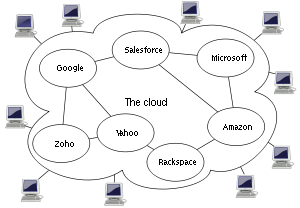 Salesforce
Microsoft
Google
The cloud
Amazon
Yahoo
Zoho
Rackspace